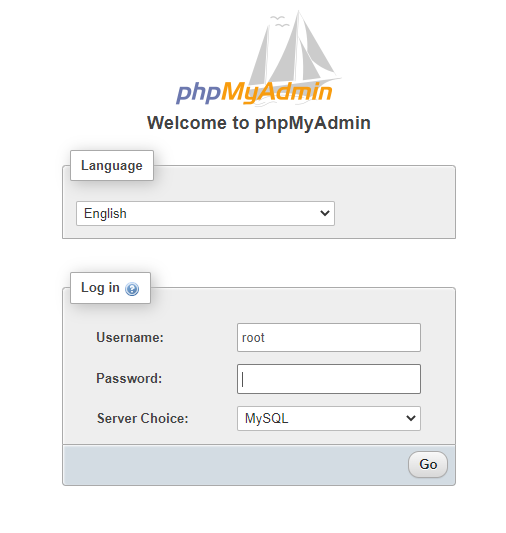 phpMyAdmin
Welcome to phpMyAdmin
Language
English
Log in
Username:
root
Password:
Server Choice:
MySQL
Go